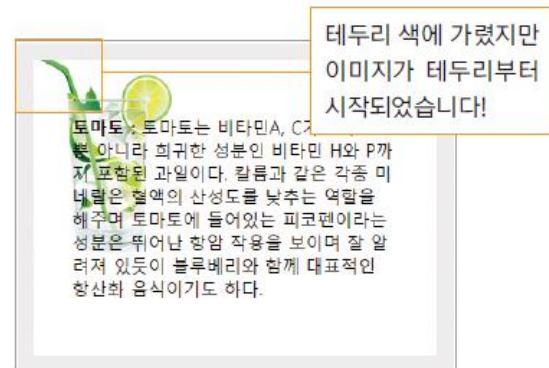 테두리 색에 가렸지만
이미지가 테두리부터
시작되었습니다!
토마토 : 토마토는 비타민A, C가
뿐 아니라 희귀한 성분인 비타민 H와 P까
지 포함된 과일이다. 칼륨과 같은 각종 미
네랄은 혈액의 산성도를 낮추는 역할을
해주며 토마토에 들어있는 피코펜이라는
성분은 뛰어난 항암 작용을 보이며 잘 알
려져 있듯이 블루베리와 함께 대표적인
항산화 음식이기도 하다.